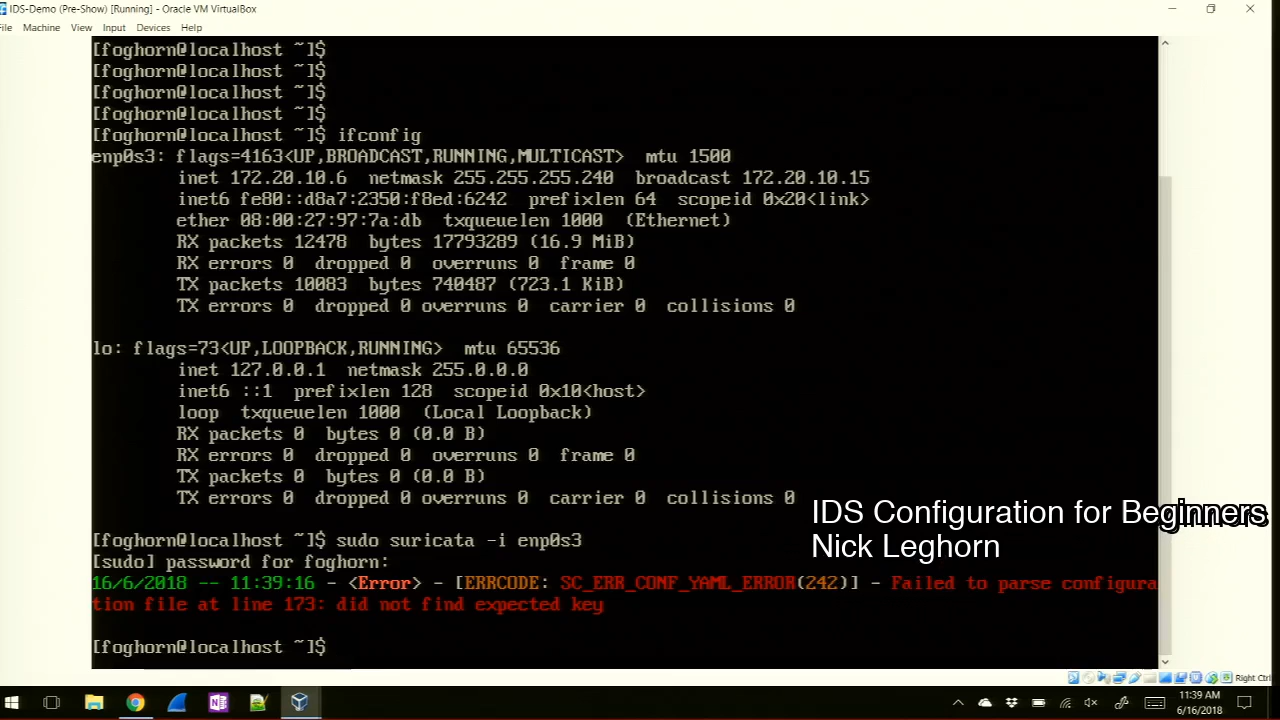 IDS-Demo (Pre-Show) [Running] - Oracle VM VirtualBox
File Machine View Input Devices Help
[foghorn@localhost ~]$
[foghorn@localhost ~]$
[foghorn@localhost ~]$
[foghorn@localhost ~]$
[foghorn@localhost ~]$ ifconfig
enp0s3: flags=4163<UP,BROADCAST,RUNNING,MULTICAST> mtu 1500
inet 172.20.10.6 netmask 255.255.255.240 broadcast 172.20.10.15
inet6 fe80::d8a7:2350:f8ed:6242 prefixlen 64 scopeid 0x20<link>
ether 08:00:27:97:7a:db txqueuelen 1000 (Ethernet)
RX packets 12478 bytes 17793289 (16.9 MiB)
RX errors 0 dropped 0 overruns 0 frame 0
TX packets 10083 bytes 740487 (723.1 KiB)
TX errors 0 dropped 0 overruns 0 carrier 0 collisions 0
lo: flags=73<UP,LOOPBACK,RUNNING> mtu 65536
inet 127.0.0.1 netmask 255.0.0.0
inet6 ::1 prefixlen 128 scopeid 0x10<host>
loop txqueuelen 1000 (Local Loopback)
RX packets 0 bytes 0 (0.0 B)
RX errors 0 dropped 0 overruns 0 frame 0
TX packets 0 bytes 0 (0.0 B)
TX errors 0 dropped 0 overruns 0 carrier 0 collisions 0
IDS Configuration for Beginners
Nick Leghorn
[foghorn@localhost ~]$ sudo suricata -i enp0s3
[sudo] password for foghorn:
16/6/2018 -- 11:39:16 - <Error> - [ERRCODE: SC_ERR_CONF_YAML_ERROR(242)] - Failed to parse configura
tion file at line 173: did not find expected key
[foghorn@localhost ~]$
Right Ctrl
11:39 AM
6/16/2018